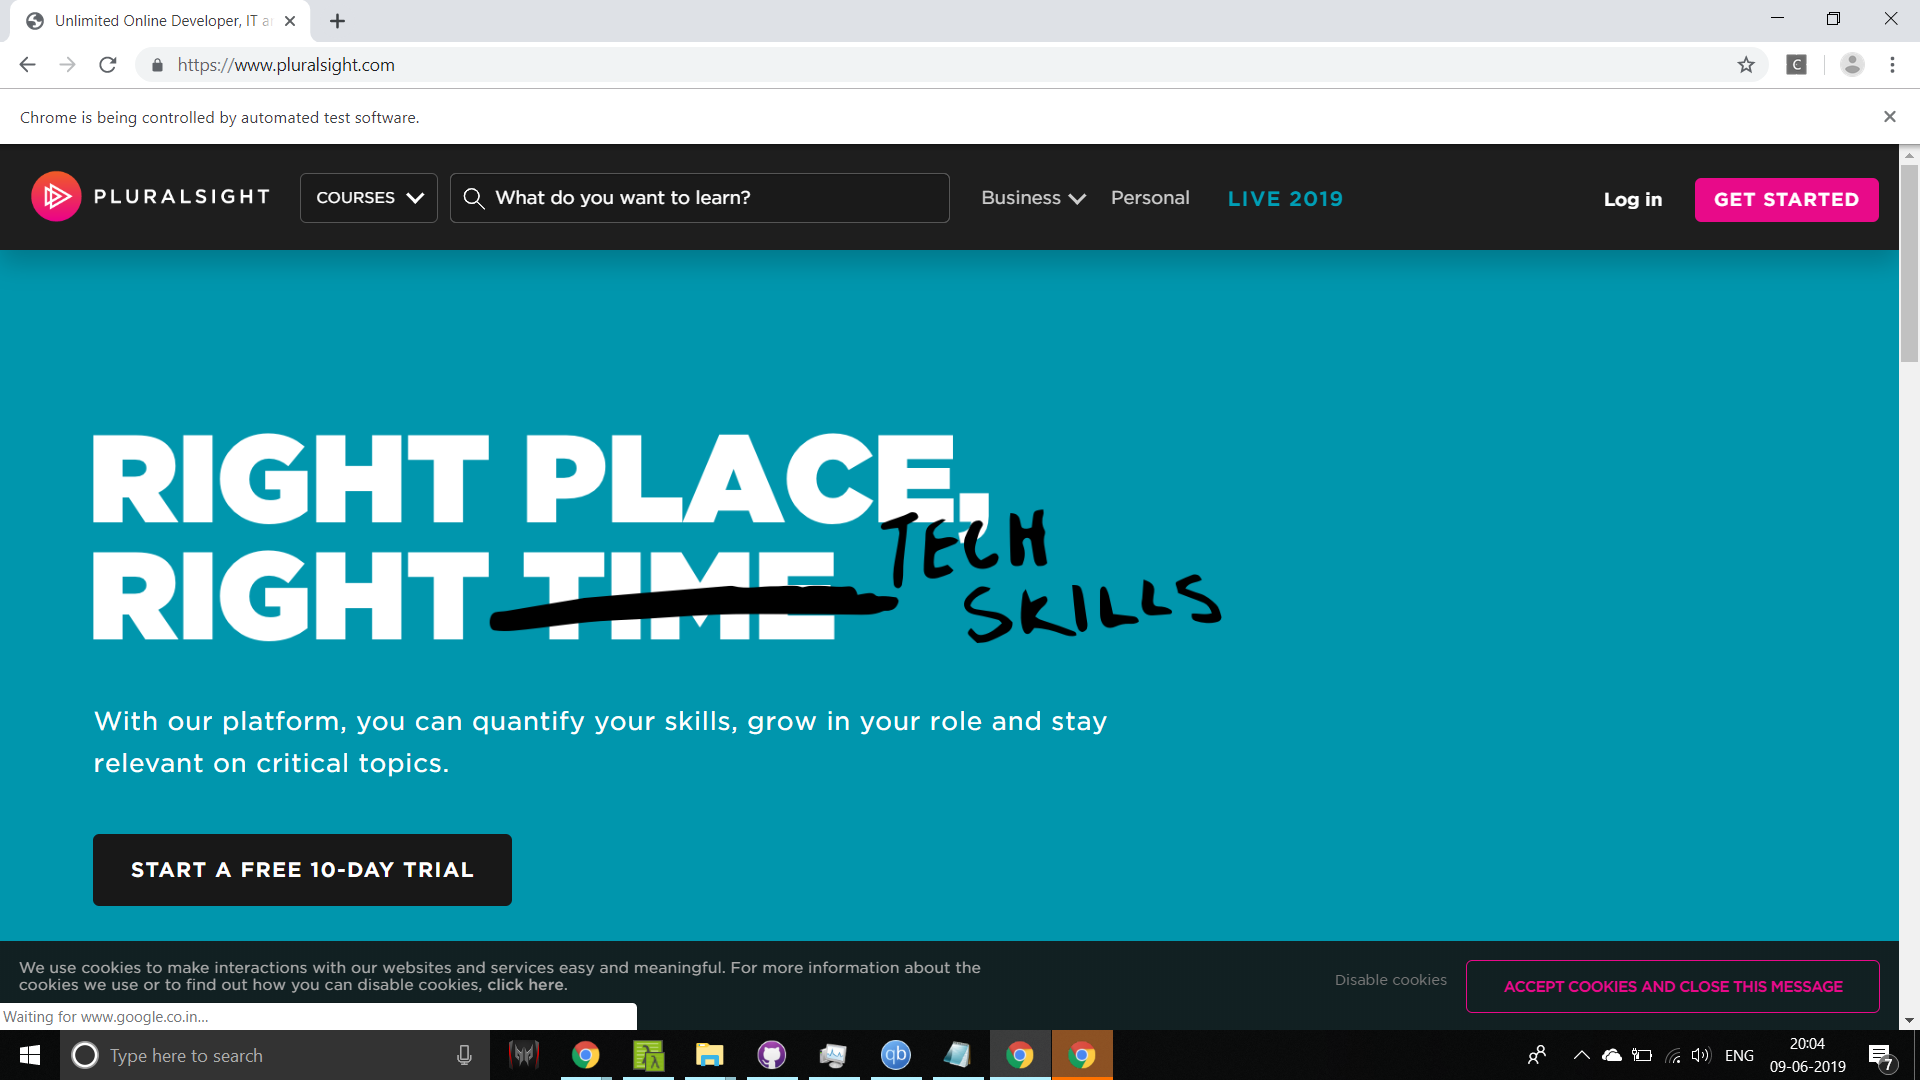 Unlimited Online Developer, IT a
https://www.pluralsight.com
C
Chrome is being controlled by automated test software.
PLURALSIGHT
COURSES
What do you want to learn?
Business
Personal
LIVE 2019
Log in
GET STARTED
RIGHT PLACE,
RIGHT TIME
TECH
SKILLS
With our platform, you can quantify your skills, grow in your role and stay
relevant on critical topics.
START A FREE 10-DAY TRIAL
We use cookies to make interactions with our websites and services easy and meaningful. For more information about the
cookies we use or to find out how you can disable cookies, click here.
Disable cookies
ACCEPT COOKIES AND CLOSE THIS MESSAGE
Waiting for www.google.co.in...
Type here to search
qb
ENG
20:04
09-06-2019
7